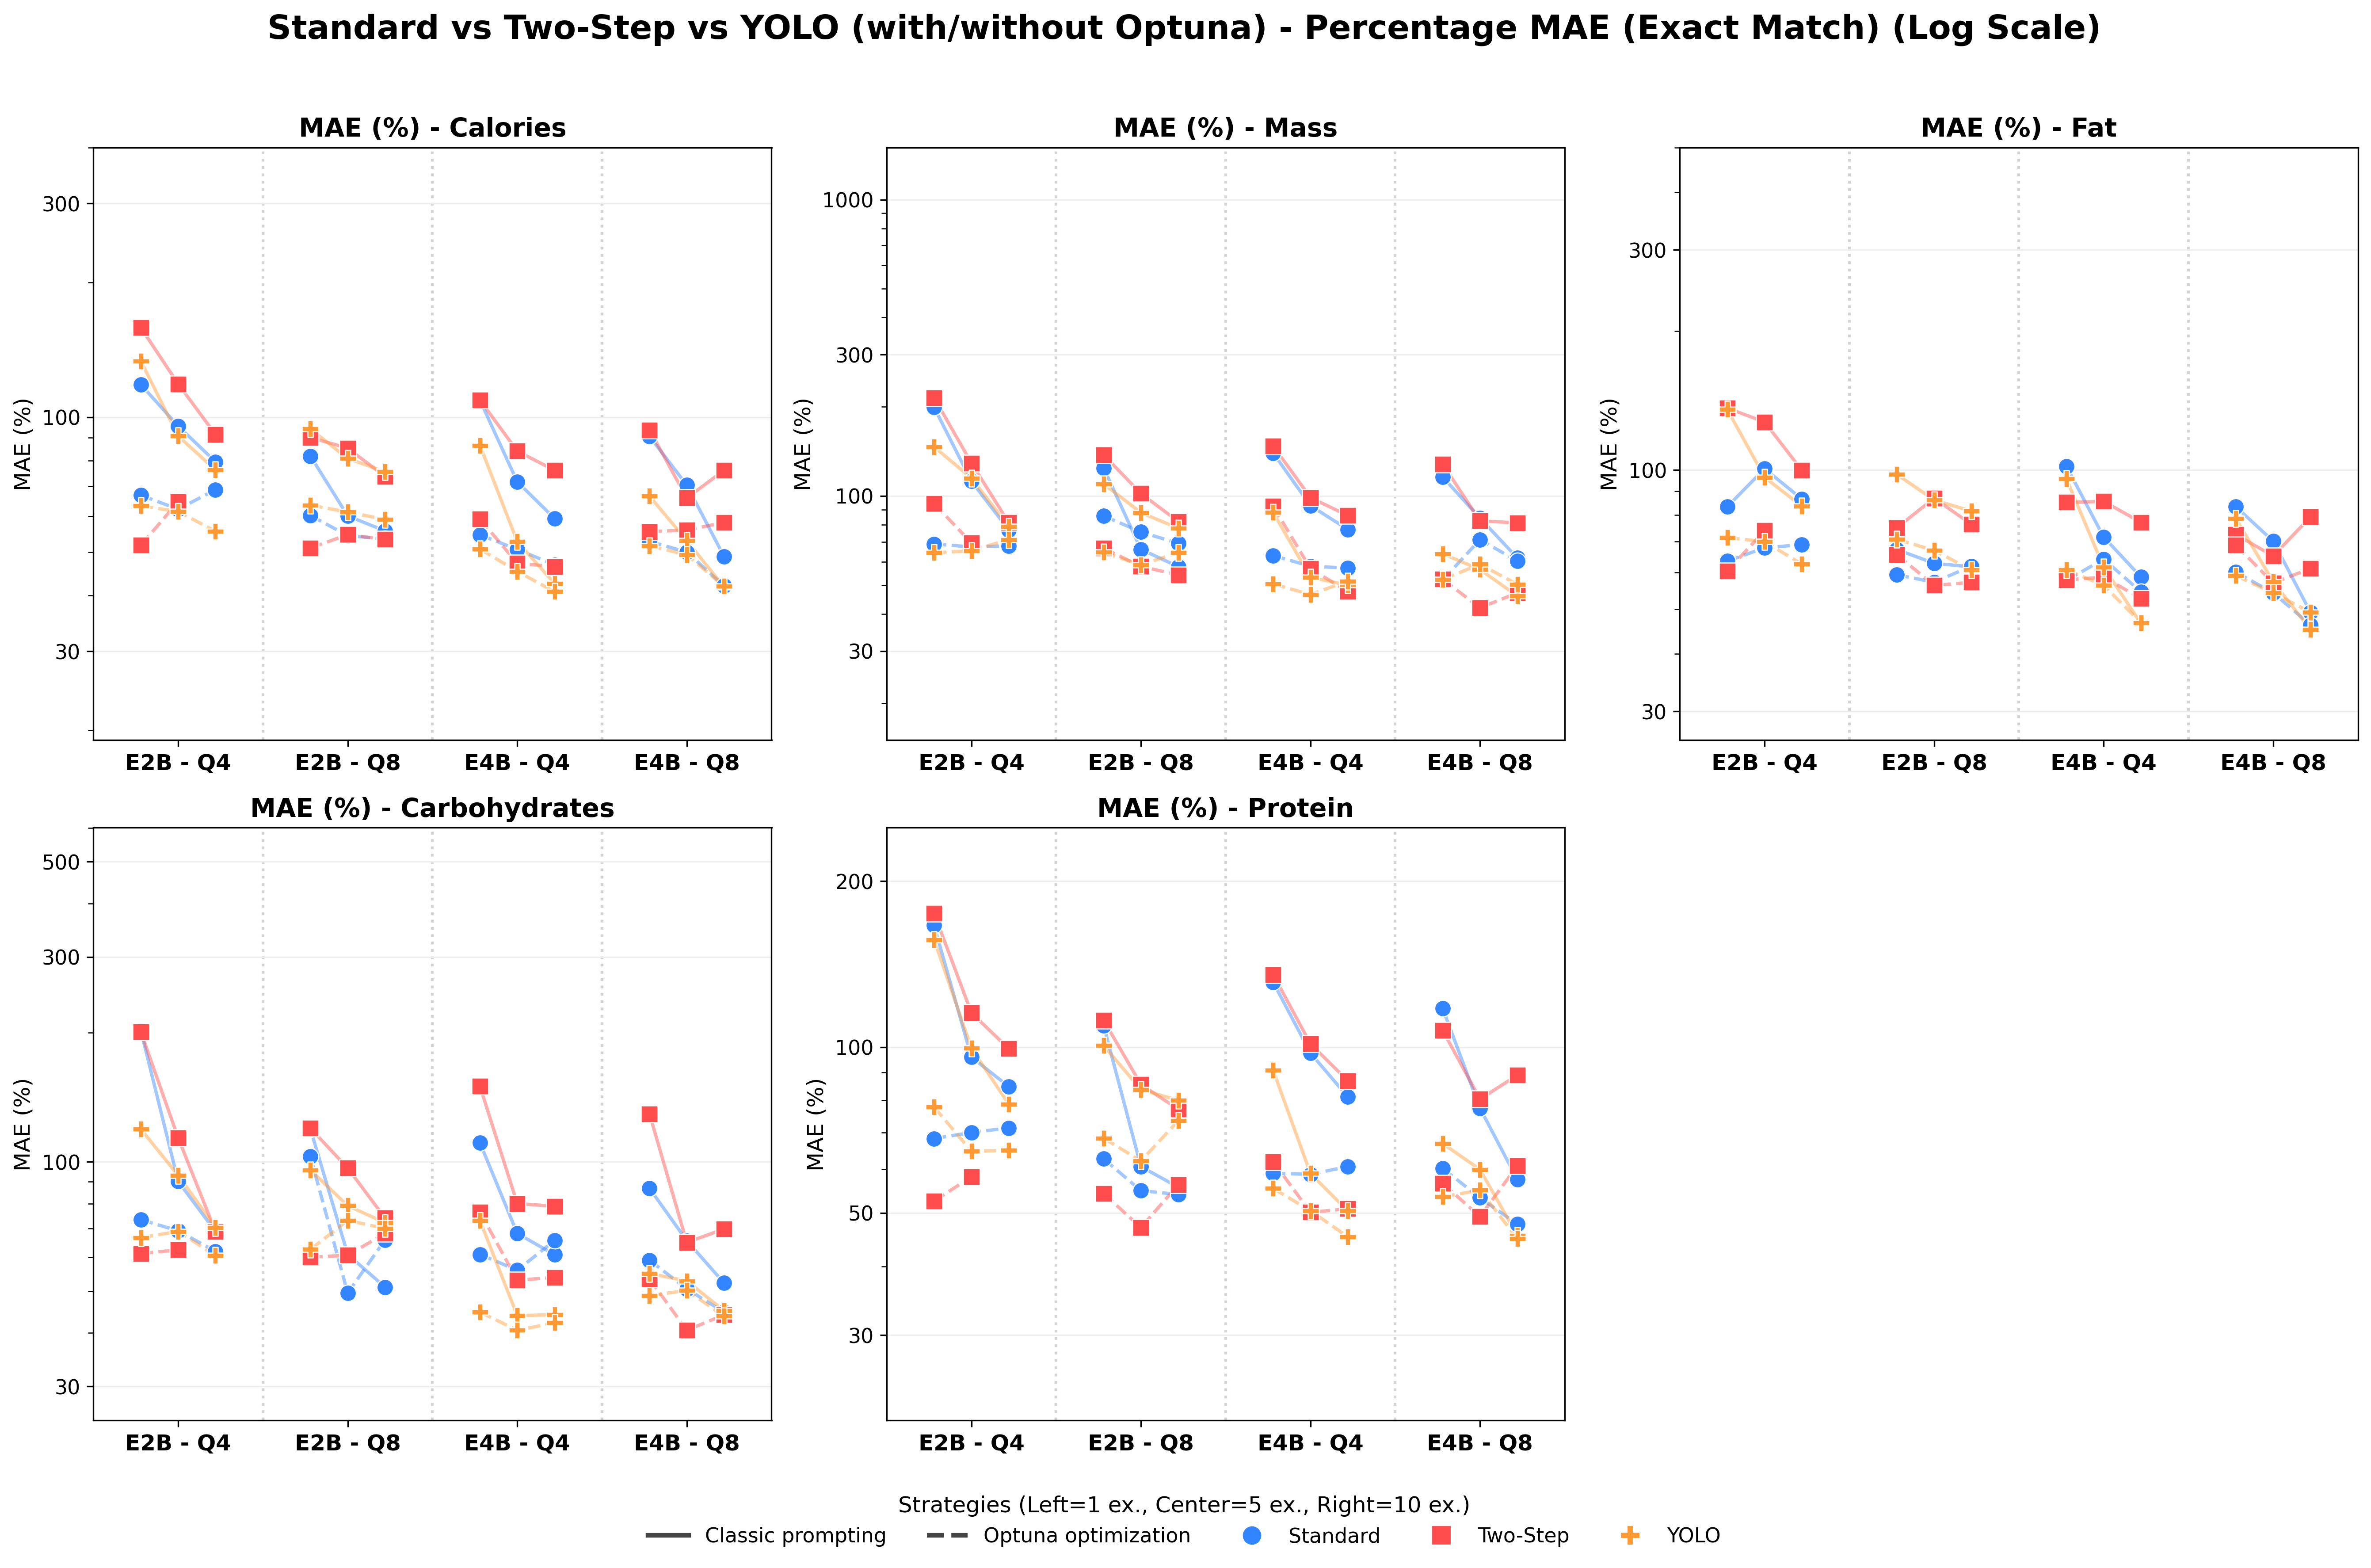 Standard vs Two-Step vs YOLO (with/without Optuna) - Percentage MAE (Exact Match) (Log Scale)
MAE (%) - Calories
MAE (%)
300
100
30
E2B - Q4
E2B - Q8
E4B - Q4
E4B - Q8
MAE (%) - Mass
MAE (%)
1000
300
100
30
E2B - Q4
E2B - Q8
E4B - Q4
E4B - Q8
MAE (%) - Fat
MAE (%)
300
100
30
E2B - Q4
E2B - Q8
E4B - Q4
E4B - Q8
MAE (%) - Carbohydrates
MAE (%)
500
300
100
30
E2B - Q4
E2B - Q8
E4B - Q4
E4B - Q8
MAE (%) - Protein
MAE (%)
200
100
50
30
E2B - Q4
E2B - Q8
E4B - Q4
E4B - Q8
Strategies (Left=1 ex., Center=5 ex., Right=10 ex.)
Classic prompting
Optuna optimization
Standard
Two-Step
YOLO